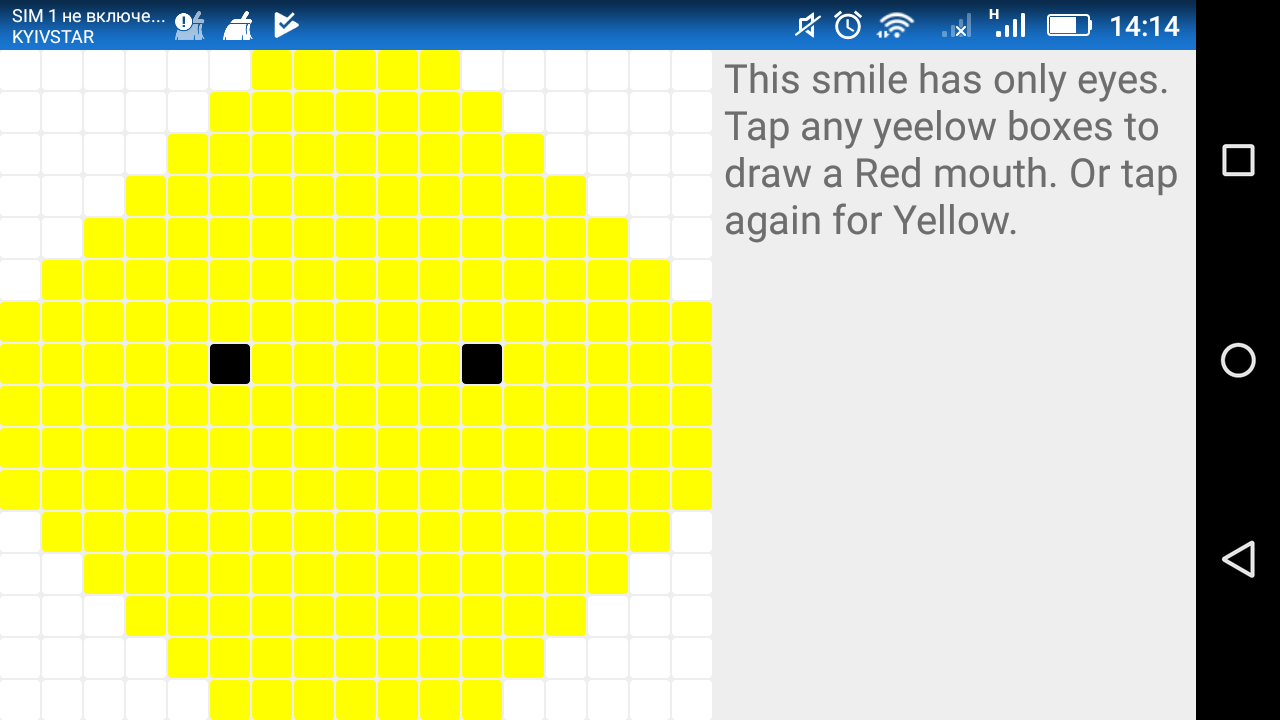 SIM 1 не включе...
KYIVSTAR
H
14:14
This smile has only eyes.
Tap any yeelow boxes to
draw a Red mouth. Or tap
again for Yellow.